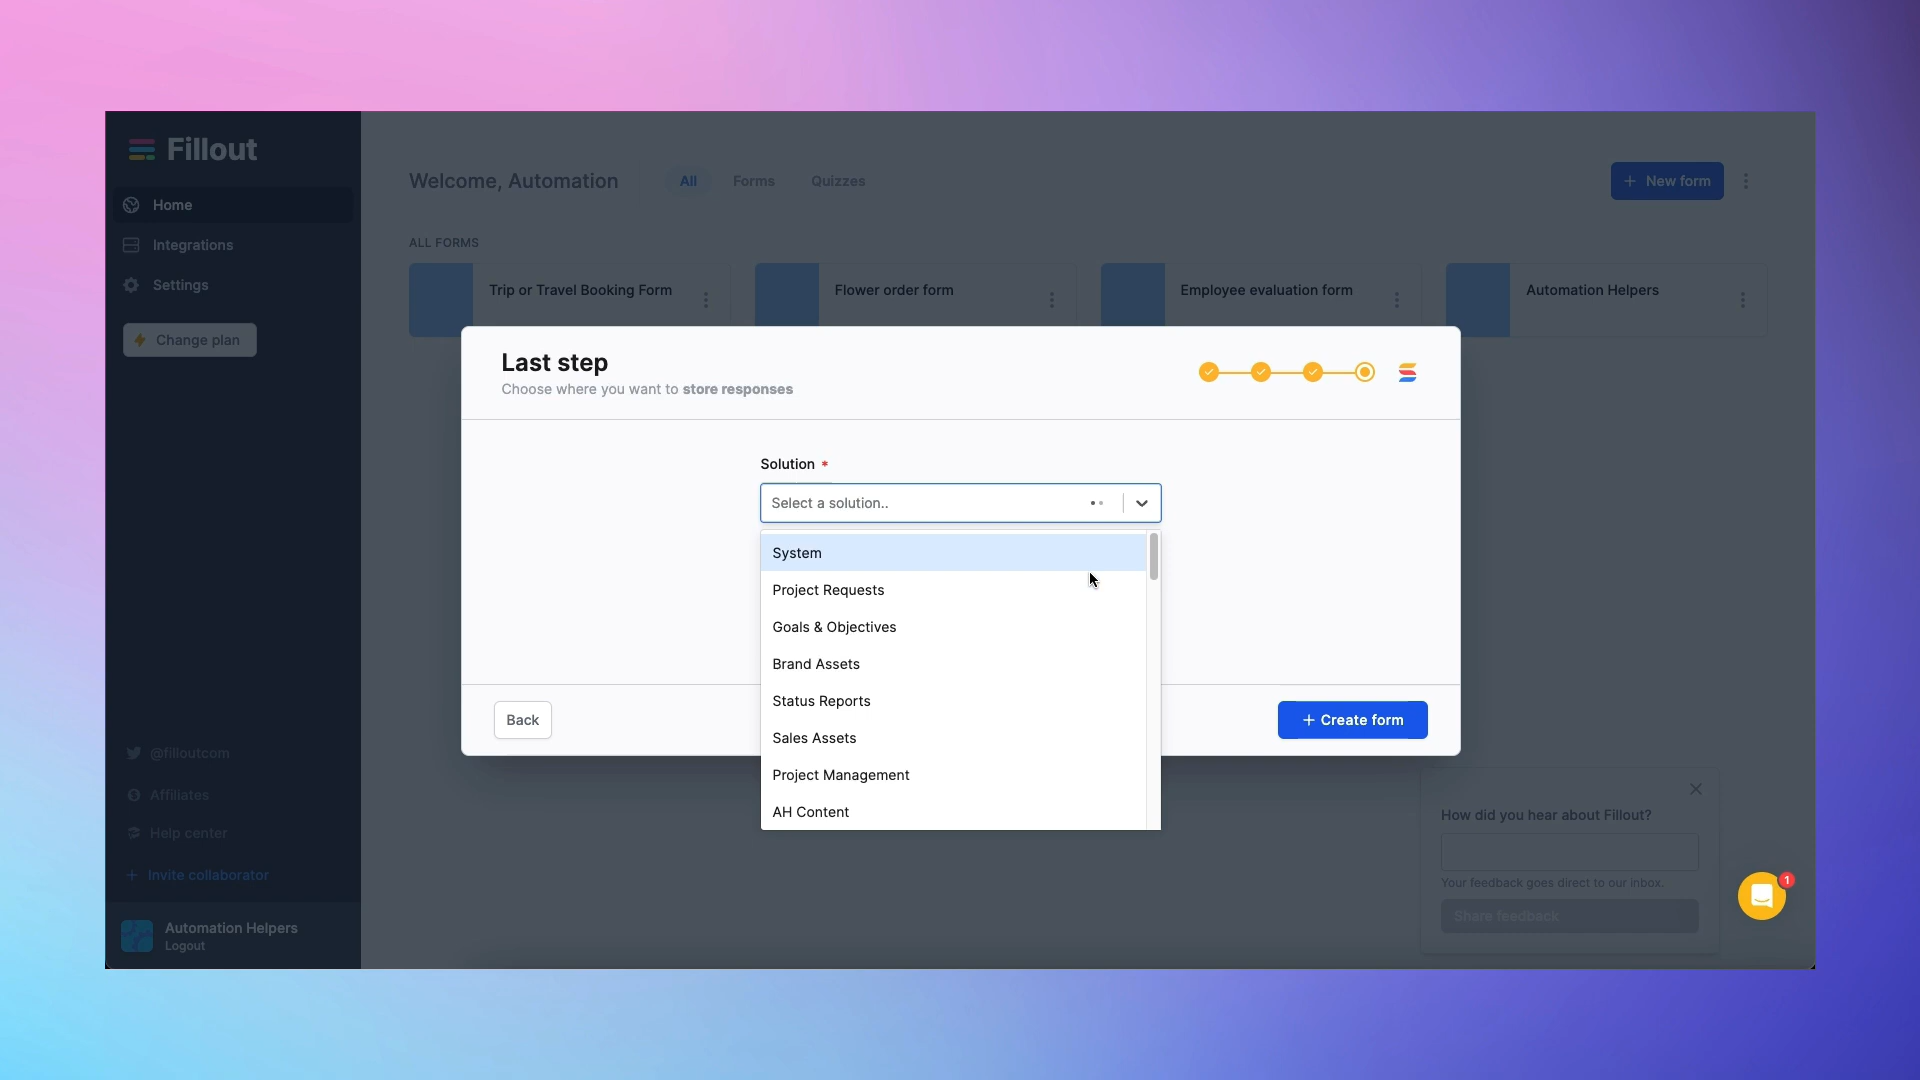 Fillout
Home
Integrations
Settings
Change plan
@filloutcom
Affiliates
Help center
+ Invite collaborator
Automation Helpers
Logout
Welcome, Automation
All
Forms
Quizzes
+ New form
ALL FORMS
Trip or Travel Booking Form
Flower order form
Employee evaluation form
Automation Helpers
Last step
Choose where you want to store responses
Solution *
Select a solution..
System
Project Requests
Goals & Objectives
Brand Assets
Status Reports
Sales Assets
Project Management
AH Content
Back
+ Create form
How did you hear about Fillout?
Your feedback goes direct to our inbox.
Share feedback
1